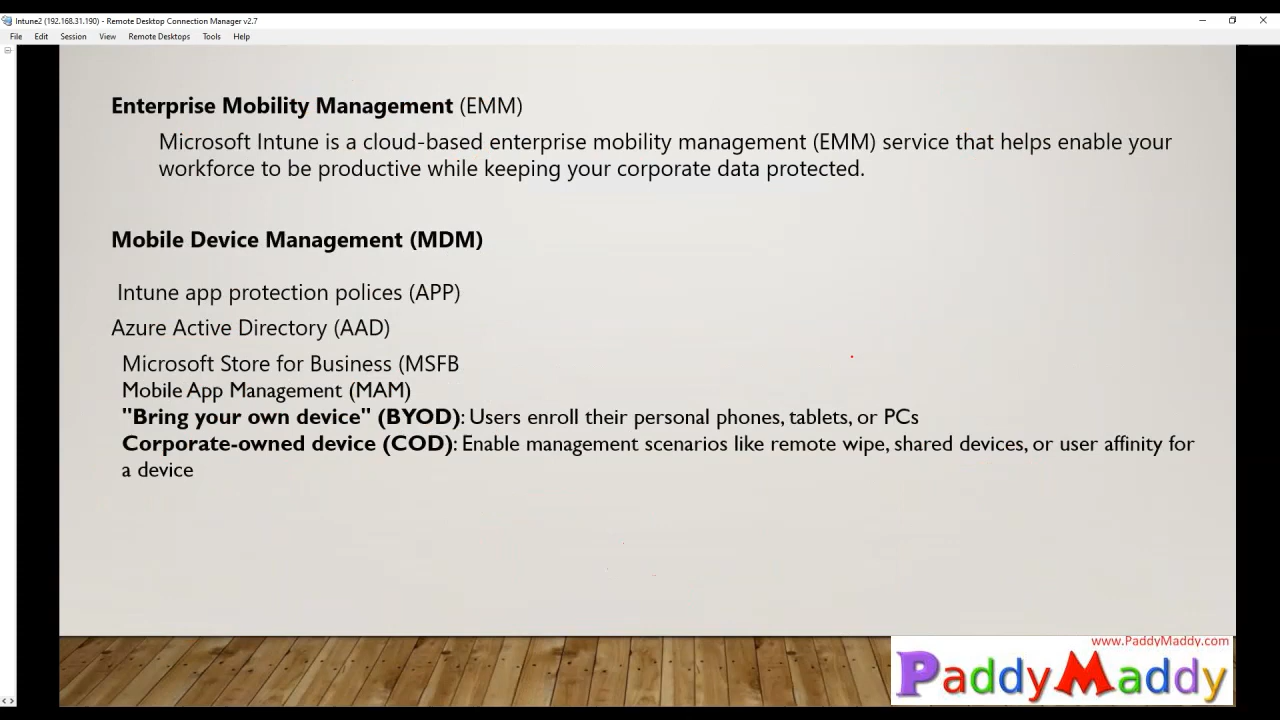 Intune2 (192.168.31.190) - Remote Desktop Connection Manager v2.7
File Edit Session View Remote Desktops Tools Help
Enterprise Mobility Management (EMM)
Microsoft Intune is a cloud-based enterprise mobility management (EMM) service that helps enable your
workforce to be productive while keeping your corporate data protected.
Mobile Device Management (MDM)
Intune app protection polices (APP)
Azure Active Directory (AAD)
Microsoft Store for Business (MSFB
Mobile App Management (MAM)
"Bring your own device" (BYOD): Users enroll their personal phones, tablets, or PCs
Corporate-owned device (COD): Enable management scenarios like remote wipe, shared devices, or user affinity for
a device
www.PaddyMaddy.com
PaddyMaddy